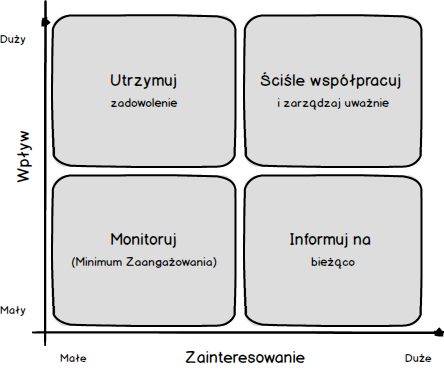 Duży
Utrzymuj
zadowolenie
Ściśle współpracuj
i zarządzaj uważnie
Wpływ
Monitoruj
(Minimum Zaangażowania)
Informuj na
bieżąco
Mały
Małe
Zainteresowanie
Duże